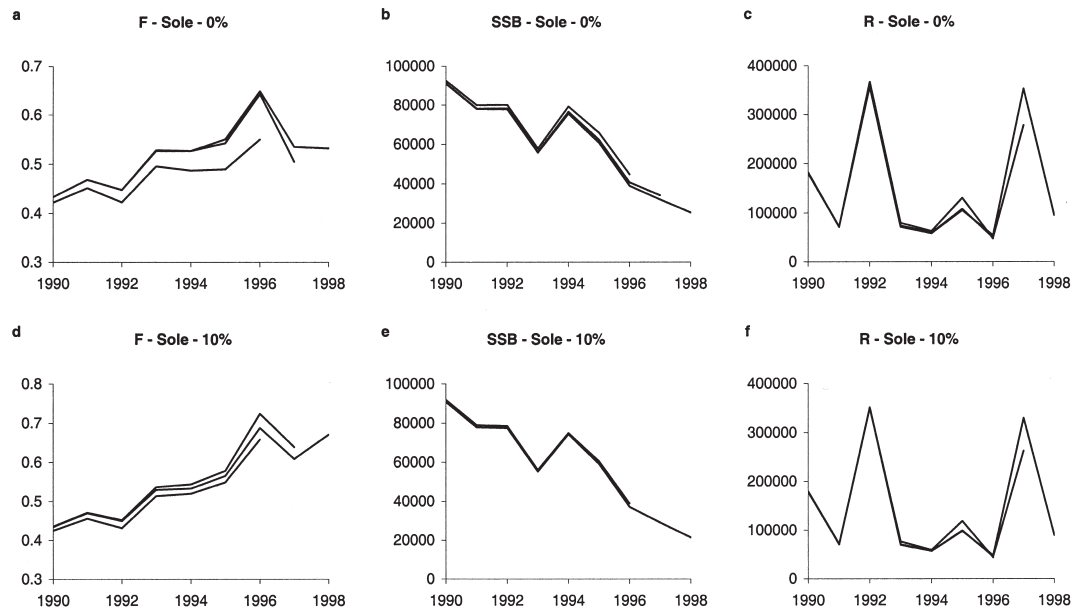 a
F - Sole - 0%
0.7
0.6
0.5
0.4
0.3
1990 1992 1994 1996 1998
b
SSB - Sole - 0%
100000
80000
60000
40000
20000
0
1990 1992 1994 1996 1998
c
R - Sole - 0%
400000
300000
200000
100000
0
1990 1992 1994 1996 1998
d
F - Sole - 10%
0.8
0.7
0.6
0.5
0.4
0.3
1990 1992 1994 1996 1998
e
SSB - Sole - 10%
100000
80000
60000
40000
20000
0
1990 1992 1994 1996 1998
f
R - Sole - 10%
400000
300000
200000
100000
0
1990 1992 1994 1996 1998